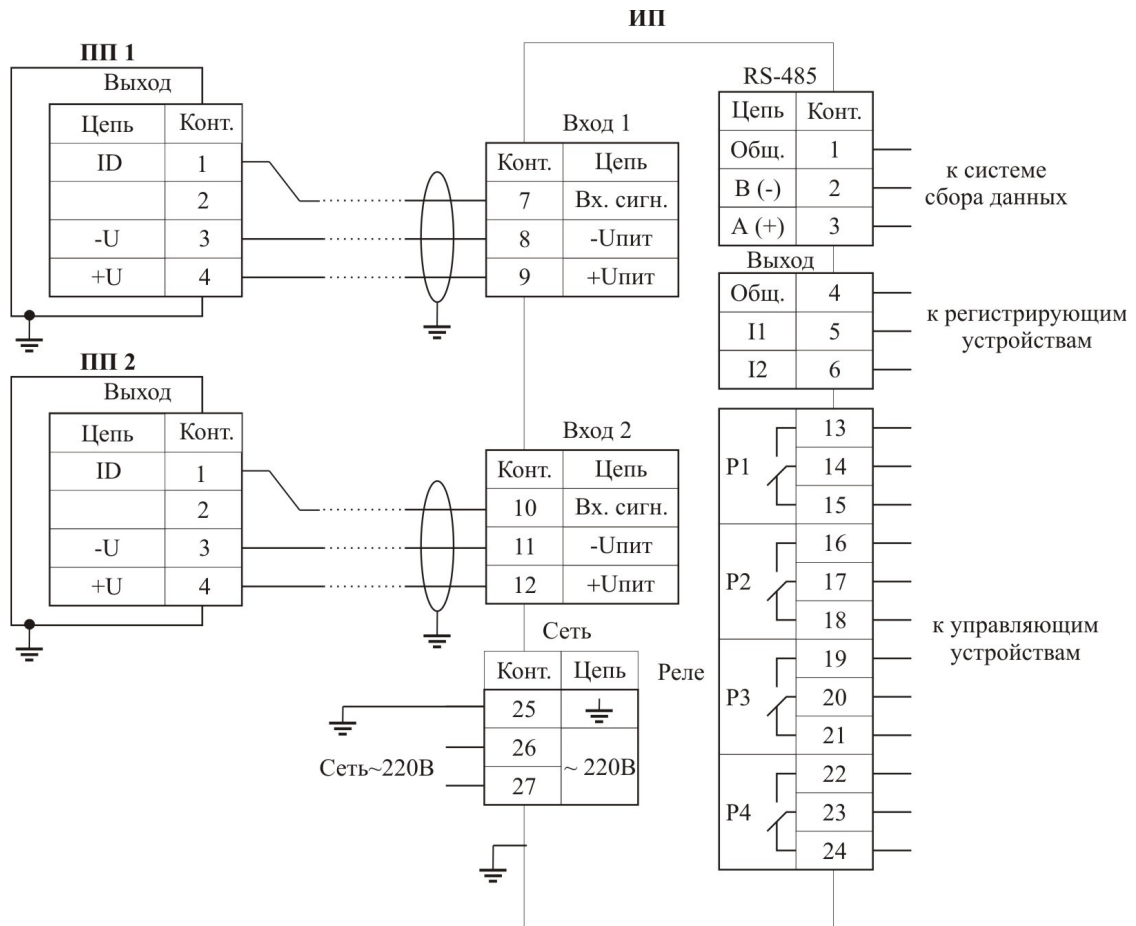 ИП
ПП 1
Выход
Цепь Конт.
ID 1
2
-U 3
+U 4
Вход 1
Конт. Цепь
7 Вх. сигн.
8 -Uпит
9 +Uпит
RS-485
Цепь Конт.
Общ. 1
В (-) 2
А (+) 3
к системе
сбора данных
Выход
Общ. 4
I1 5
I2 6
к регистрирующим
устройствам
ПП 2
Выход
Цепь Конт.
ID 1
2
-U 3
+U 4
Вход 2
Конт. Цепь
10 Вх. сигн.
11 -Uпит
12 +Uпит
Сеть
Конт. Цепь
25
26
27
~ 220В
Сеть~220В
Реле
Р1
13
14
15
Р2
16
17
18
Р3
19
20
21
Р4
22
23
24
к управляющим
устройствам